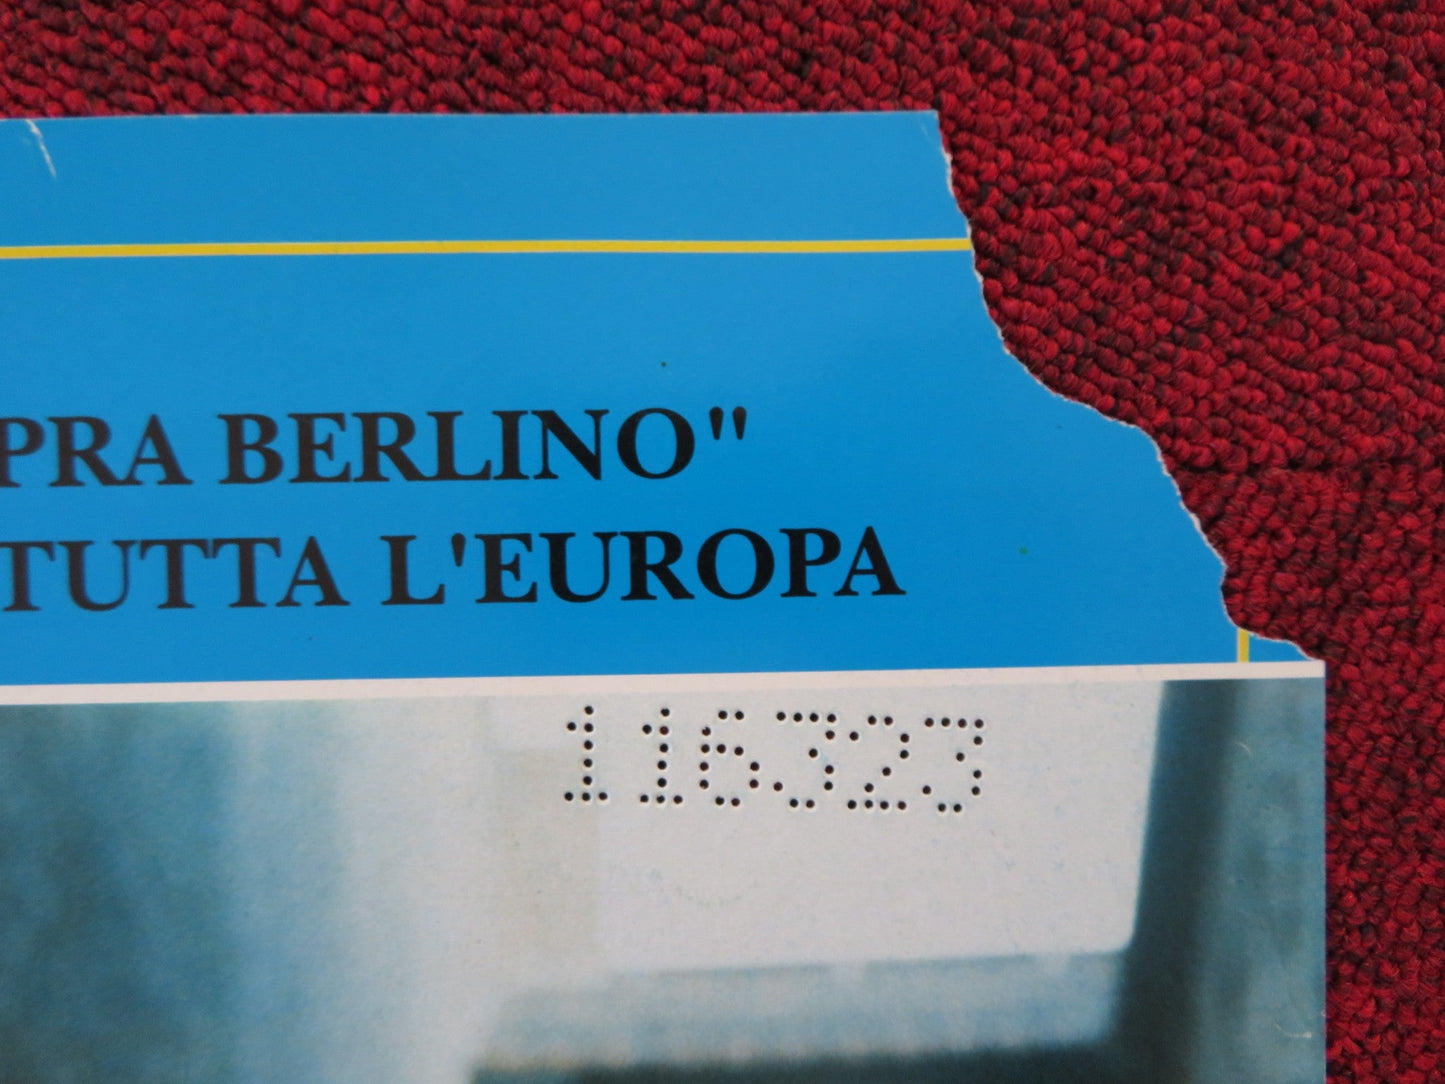 PRA BERLINO"
TUTTA L'EUROPA
116323